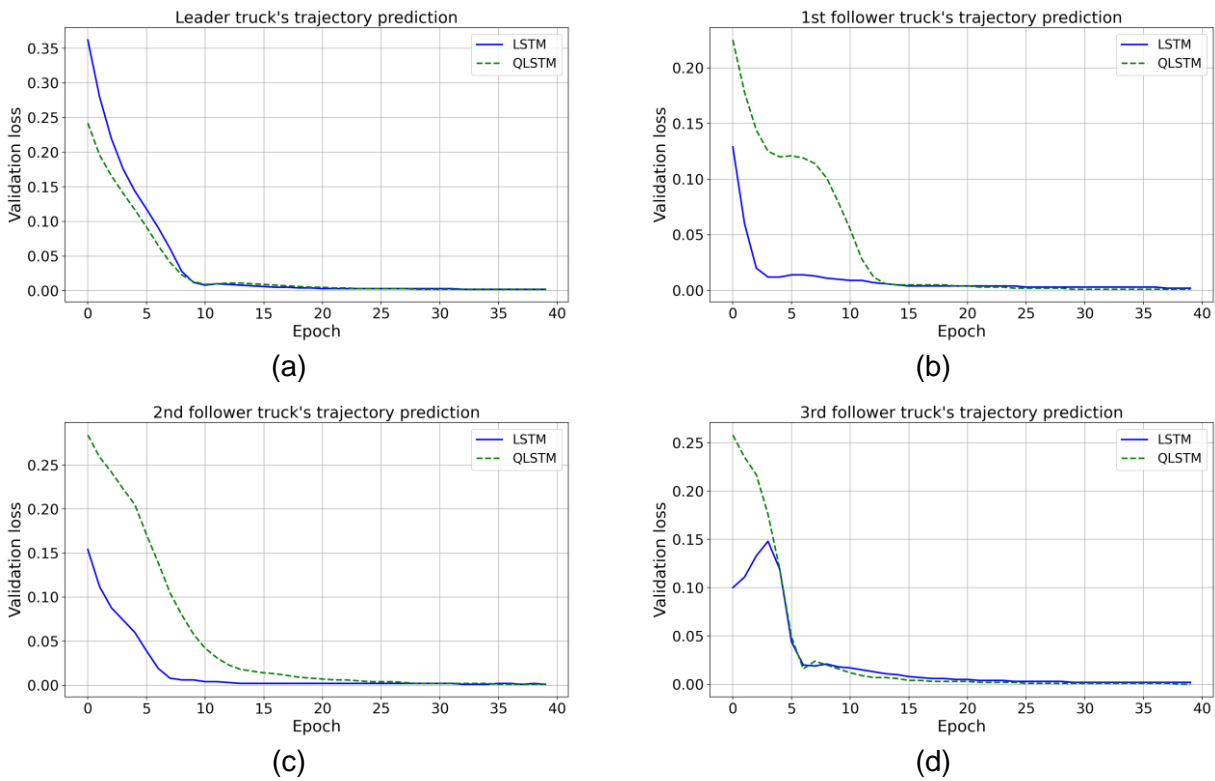 Leader truck's trajectory prediction
Validation loss
0.35
0.30
0.25
0.20
0.15
0.10
0.05
0.00
LSTM
QLSTM
0 5 10 15 20 25 30 35 40
Epoch
(a)
1st follower truck's trajectory prediction
Validation loss
0.20
0.15
0.10
0.05
0.00
LSTM
QLSTM
0 5 10 15 20 25 30 35 40
Epoch
(b)
2nd follower truck's trajectory prediction
Validation loss
0.25
0.20
0.15
0.10
0.05
0.00
LSTM
QLSTM
0 5 10 15 20 25 30 35 40
Epoch
(c)
3rd follower truck's trajectory prediction
Validation loss
0.25
0.20
0.15
0.10
0.05
0.00
LSTM
QLSTM
0 5 10 15 20 25 30 35 40
Epoch
(d)